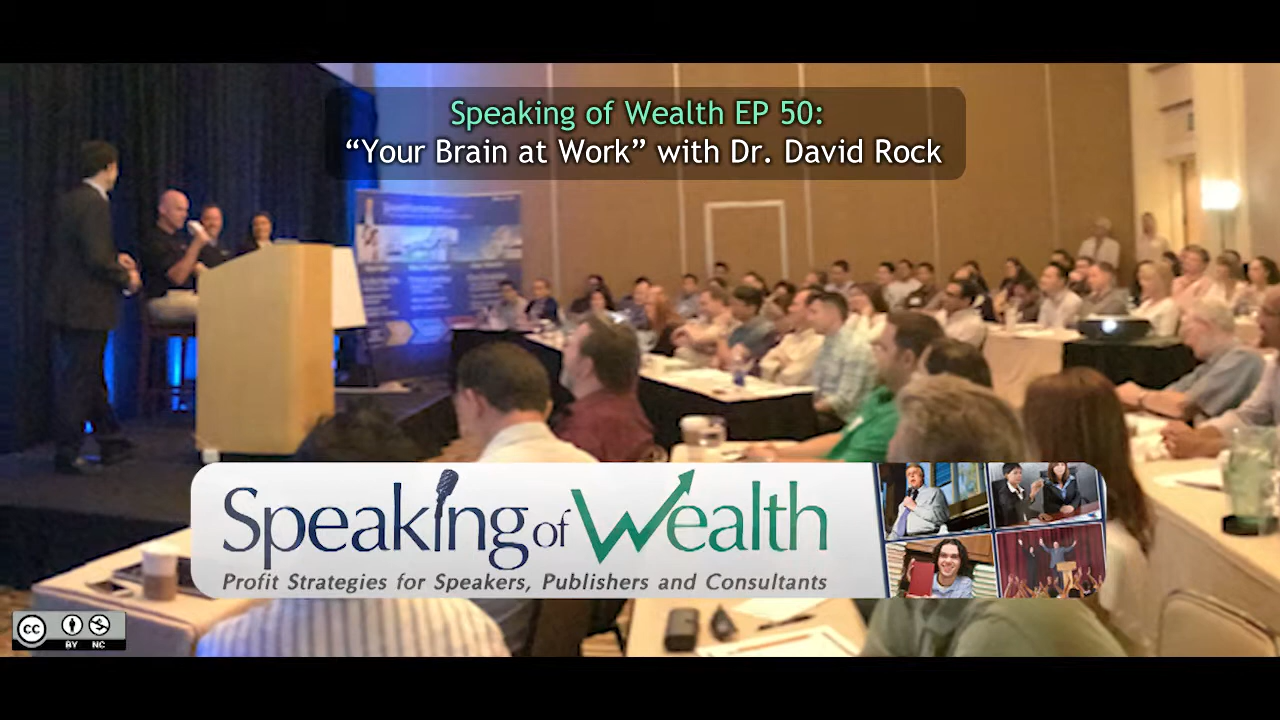 Speaking of Wealth EP 50:
“Your Brain at Work” with Dr. David Rock
Speaking of Wealth
Profit Strategies for Speakers, Publishers and Consultants
cc
BY NC